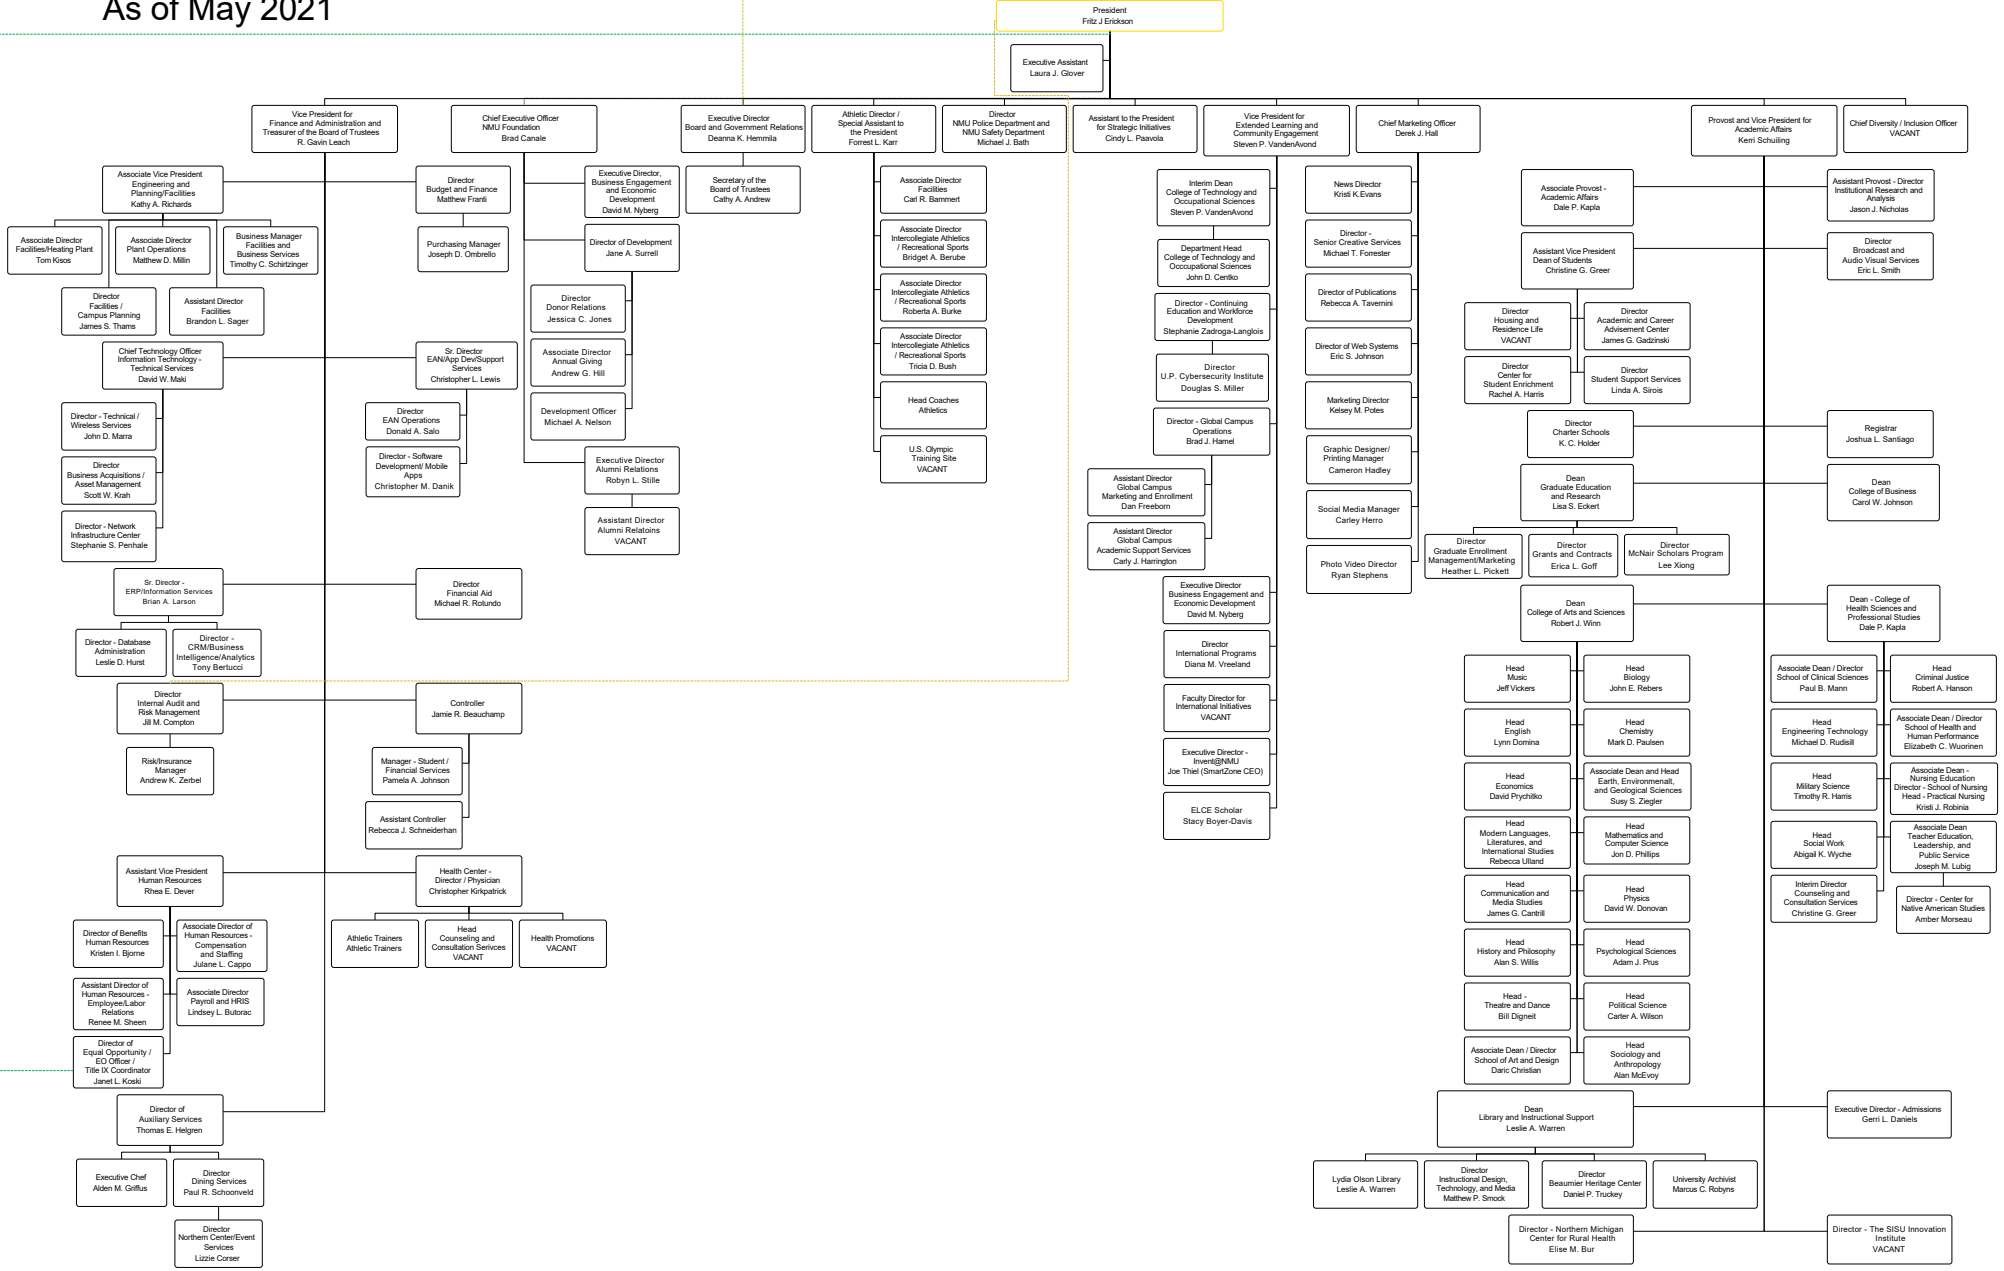 As of May 2021
President
Fritz J Erickson
Executive Assistant
Laura J. Glover
Vice President for
Finance and Administration and
Treasurer of the Board of Trustees
R. Gavin Leach
Chief Executive Officer
NMU Foundation
Brad Canale
Executive Director
Board and Government Relations
Deanna K. Hemmila
Athletic Director /
Special Assistant to
the President
Forrest L. Karr
Director
NMU Police Department and
NMU Safety Department
Michael J. Bath
Assistant to the President
for Strategic Initiatives
Cindy L. Paavola
Vice President for
Extended Learning and
Community Engagement
Steven P. VandenAvond
Chief Marketing Officer
Derek J. Hall
Provost and Vice President for
Academic Affairs
Kerri Schuiling
Chief Diversity / Inclusion Officer
VACANT
Associate Vice President
Engineering and
Planning/Facilities
Kathy A. Richards
Director
Budget and Finance
Matthew Franti
Associate Director
Facilities/Heating Plant
Tom Kisos
Associate Director
Plant Operations
Matthew D. Millin
Business Manager
Facilities and
Business Services
Timothy C. Schirtzinger
Purchasing Manager
Joseph D. Ombrello
Director
Facilities /
Campus Planning
James S. Thams
Assistant Director
Facilities
Brandon L. Sager
Chief Technology Officer
Information Technology -
Technical Services
David W. Maki
Sr. Director
EAN/App Dev/Support
Services
Christopher L. Lewis
Director - Technical /
Wireless Services
John D. Marra
Director
Business Acquisitions /
Asset Management
Scott W. Krah
Director - Network
Infrastructure Center
Stephanie S. Penhale
Director
EAN Operations
Donald A. Salo
Director - Software
Development/ Mobile
Apps
Christopher M. Danik
Sr. Director -
ERP/Information Services
Brian A. Larson
Director
Financial Aid
Michael R. Rotundo
Director - Database
Administration
Leslie D. Hurst
Director -
CRM/Business
Intelligence/Analytics
Tony Bertucci
Director
Internal Audit and
Risk Management
Jill M. Compton
Controller
Jamie R. Beauchamp
Risk/Insurance
Manager
Andrew K. Zerbel
Manager - Student /
Financial Services
Pamela A. Johnson
Assistant Controller
Rebecca J. Schneiderhan
Assistant Vice President
Human Resources
Rhea E. Dever
Health Center -
Director / Physician
Christopher Kirkpatrick
Director of Benefits
Human Resources
Kristen I. Bjorne
Associate Director of
Human Resources -
Compensation
and Staffing
Julane L. Cappo
Athletic Trainers
Athletic Trainers
Head
Counseling and
Consultation Serivces
VACANT
Health Promotions
VACANT
Assistant Director of
Human Resources -
Employee/Labor
Relations
Renee M. Sheen
Associate Director
Payroll and HRIS
Lindsey L. Butorac
Director of
Equal Opportunity /
EO Officer /
Title IX Coordinator
Janet L. Koski
Director of
Auxiliary Services
Thomas E. Helgren
Executive Chef
Alden M. Griffus
Director
Dining Services
Paul R. Schoonveld
Director
Northern Center/Event
Services
Lizzie Corser
Executive Director,
Business Engagement
and Economic
Development
David M. Nyberg
Director of Development
Jane A. Surrell
Director
Donor Relations
Jessica C. Jones
Associate Director
Annual Giving
Andrew G. Hill
Development Officer
Michael A. Nelson
Executive Director
Alumni Relations
Robyn L. Stille
Assistant Director
Alumni Relatoins
VACANT
Secretary of the
Board of Trustees
Cathy A. Andrew
Associate Director
Facilities
Carl R. Bammert
Associate Director
Intercollegiate Athletics
/ Recreational Sports
Bridget A. Berube
Associate Director
Intercollegiate Athletics
/ Recreational Sports
Roberta A. Burke
Associate Director
Intercollegiate Athletics
/ Recreational Sports
Tricia D. Bush
Head Coaches
Athletics
U.S. Olympic
Training Site
VACANT
Interim Dean
College of Technology and
Occupational Sciences
Steven P. VandenAvond
Department Head
College of Technology and
Occcupational Sciences
John D. Centko
Director - Continuing
Education and Workforce
Development
Stephanie Zadroga-Langlois
Director
U.P. Cybersecurity Institute
Douglas S. Miller
Director - Global Campus
Operations
Brad J. Hamel
Assistant Director
Global Campus
Marketing and Enrollment
Dan Freeborn
Assistant Director
Global Campus
Academic Support Services
Carly J. Harrington
Executive Director
Business Engagement and
Economic Development
David M. Nyberg
Director
International Programs
Diana M. Vreeland
Faculty Director for
International Initiatives
VACANT
Executive Director -
Invent@NMU
Joe Thiel (SmartZone CEO)
ELCE Scholar
Stacy Boyer-Davis
News Director
Kristi K.Evans
Director -
Senior Creative Services
Michael T. Forrester
Director of Publications
Rebecca A. Tavernini
Director of Web Systems
Eric S. Johnson
Marketing Director
Kelsey M. Potes
Graphic Designer/
Printing Manager
Cameron Hadley
Social Media Manager
Carley Herro
Photo Video Director
Ryan Stephens
Associate Provost -
Academic Affairs
Dale P. Kapla
Assistant Provost - Director
Institutional Research and
Analysis
Jason J. Nicholas
Assistant Vice President
Dean of Students
Christine G. Greer
Director
Broadcast and
Audio Visual Services
Eric L. Smith
Director
Housing and
Residence Life
VACANT
Director
Academic and Career
Advisement Center
James G. Gadzinski
Director
Center for
Student Enrichment
Rachel A. Harris
Director
Student Support Services
Linda A. Sirois
Director
Charter Schools
K. C. Holder
Registrar
Joshua L. Santiago
Dean
Graduate Education
and Research
Lisa S. Eckert
Dean
College of Business
Carol W. Johnson
Director
Graduate Enrollment
Management/Marketing
Heather L. Pickett
Director
Grants and Contracts
Erica L. Goff
Director
McNair Scholars Program
Lee Xiong
Dean
College of Arts and Sciences
Robert J. Winn
Dean - College of
Health Sciences and
Professional Studies
Dale P. Kapla
Head
Music
Jeff Vickers
Head
Biology
John E. Rebers
Head
English
Lynn Domina
Head
Chemistry
Mark D. Paulsen
Head
Economics
David Prychitko
Associate Dean and Head
Earth, Environmenalt,
and Geological Sciences
Susy S. Ziegler
Head
Modern Languages,
Literatures, and
International Studies
Rebecca Ulland
Head
Mathematics and
Computer Science
Jon D. Phillips
Head
Communication and
Media Studies
James G. Cantrill
Head
Physics
David W. Donovan
Head
History and Philosophy
Alan S. Willis
Head
Psychological Sciences
Adam J. Prus
Head -
Theatre and Dance
Bill Digneit
Head
Political Science
Carter A. Wilson
Associate Dean / Director
School of Art and Design
Daric Christian
Head
Sociology and
Anthropology
Alan McEvoy
Associate Dean / Director
School of Clinical Sciences
Paul B. Mann
Head
Criminal Justice
Robert A. Hanson
Head
Engineering Technology
Michael D. Rudisill
Associate Dean / Director
School of Health and
Human Performance
Elizabeth C. Wuorinen
Head
Military Science
Timothy R. Harris
Associate Dean -
Nursing Education
Director - School of Nursing
Head - Practical Nursing
Kristi J. Robinia
Head
Social Work
Abigail K. Wyche
Associate Dean
Teacher Education,
Leadership, and
Public Service
Joseph M. Lubig
Interim Director
Counseling and
Consultation Services
Christine G. Greer
Director - Center for
Native American Studies
Amber Morseau
Dean
Library and Instructional Support
Leslie A. Warren
Executive Director - Admissions
Gerri L. Daniels
Lydia Olson Library
Leslie A. Warren
Director
Instructional Design,
Technology, and Media
Matthew P. Smock
Director
Beaumier Heritage Center
Daniel P. Truckey
University Archivist
Marcus C. Robyns
Director - Northern Michigan
Center for Rural Health
Elise M. Bur
Director - The SISU Innovation
Institute
VACANT